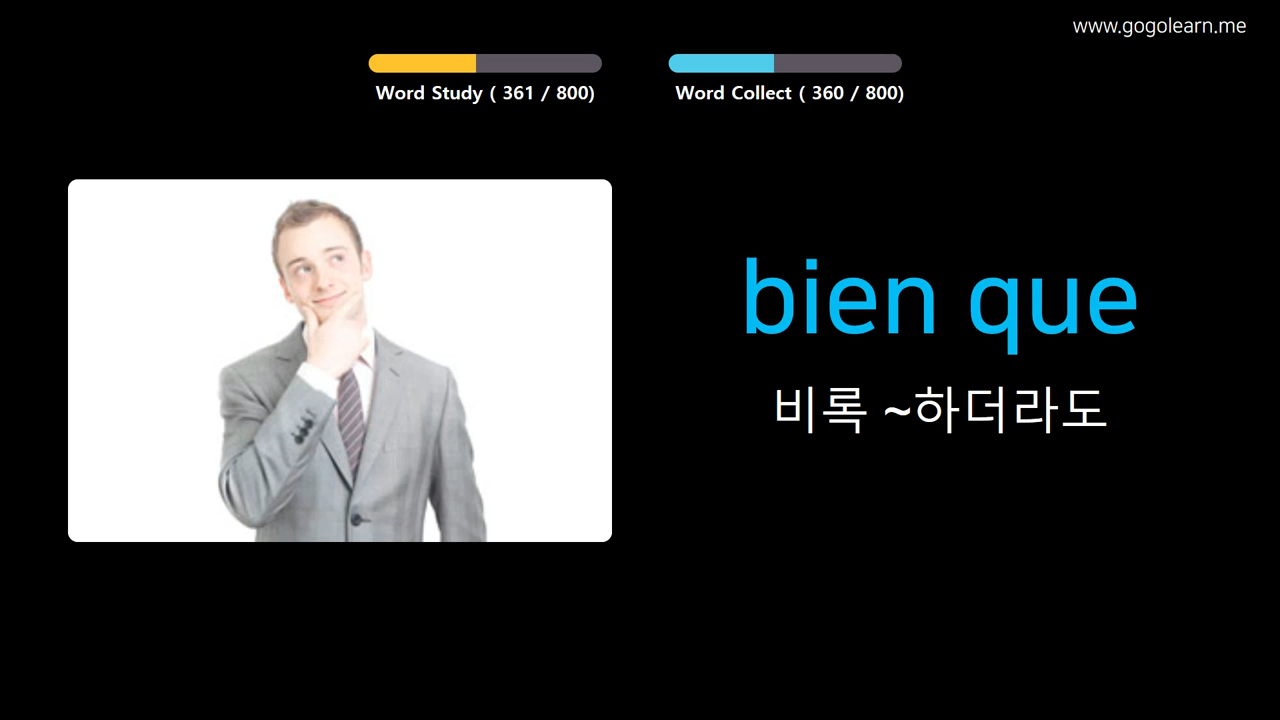 www.gogolearn.me
Word Study ( 361 / 800)
Word Collect ( 360 / 800)
bien que
비록 ~하더라도